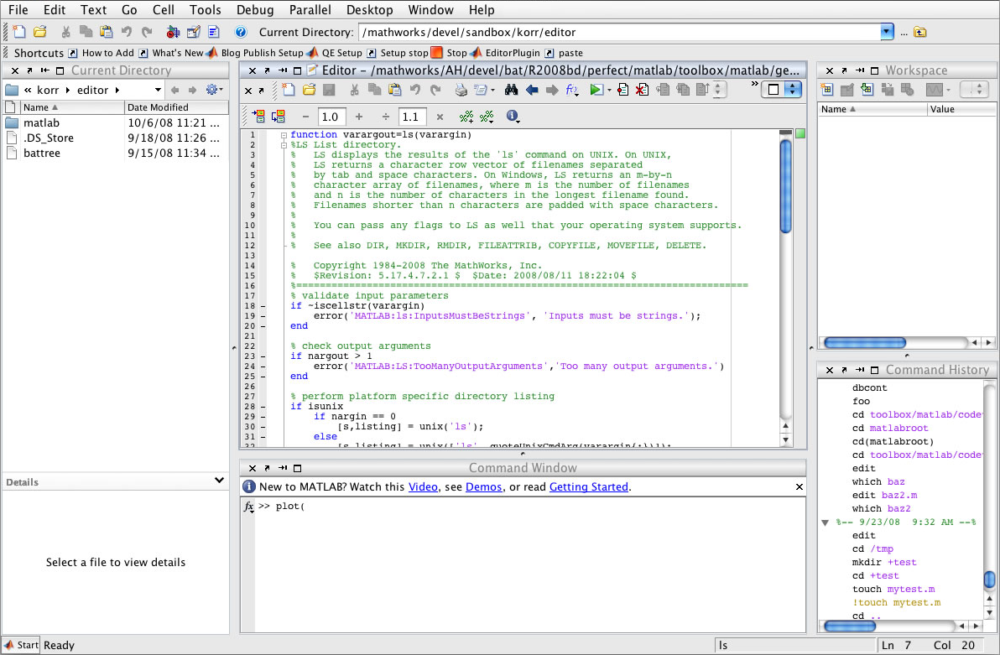 File Edit Text Go Cell Tools Debug Parallel Desktop Window Help
Current Directory: /mathworks/devel/sandbox/korr/editor ...
Shortcuts How to Add What's New Blog Publish Setup QE Setup Setup stop Stop EditorPlugin paste
Current Directory
« korr editor
Name Date Modified
matlab 10/6/08 11:21 ...
.DS_Store 9/18/08 11:26 ...
battree 9/15/08 11:34 ...
Details
Select a file to view details
Editor – /mathworks/AH/devel/bat/R2008bd/perfect/matlab/toolbox/matlab/ge...
»
– 1.0 + ÷ 1.1 ×
1 function varargout=ls(varargin)
2 %LS List directory.
3 % LS displays the results of the 'ls' command on UNIX. On UNIX,
4 % LS returns a character row vector of filenames separated
5 % by tab and space characters. On Windows, LS returns an m-by-n
6 % character array of filenames, where m is the number of filenames
7 % and n is the number of characters in the longest filename found.
8 % Filenames shorter than n characters are padded with space characters.
9 %
10 % You can pass any flags to LS as well that your operating system supports.
11 %
12 % See also DIR, MKDIR, RMDIR, FILEATTRIB, COPYFILE, MOVEFILE, DELETE.
13
14 % Copyright 1984-2008 The MathWorks, Inc.
15 % $Revision: 5.17.4.7.2.1 $ $Date: 2008/08/11 18:22:04 $
16 %=============================================================================
17 % validate input parameters
18 – if ~iscellstr(varargin)
19 – error('MATLAB:ls:InputsMustBeStrings', 'Inputs must be strings.');
20 – end
21
22 % check output arguments
23 – if nargout > 1
24 – error('MATLAB:LS:TooManyOutputArguments','Too many output arguments.')
25 – end
26
27 % perform platform specific directory listing
28 – if isunix
29 – if nargin == 0
30 – [s,listing] = unix('ls');
31 – else
32 [s,listing] = unix(['ls', quoteUnixCmdArg(varargin{:})]);
Command Window
New to MATLAB? Watch this Video, see Demos, or read Getting Started.
fx >> plot(
Workspace
Name Value
Command History
dbcont
foo
cd toolbox/matlab/code
cd matlabroot
cd(matlabroot)
cd toolbox/matlab/code
edit
which baz
edit baz2.m
which baz2
%-- 9/23/08 9:32 AM --%
edit
cd /tmp
mkdir +test
cd +test
touch mytest.m
!touch mytest.m
cd ..
Start Ready ls Ln 7 Col 20